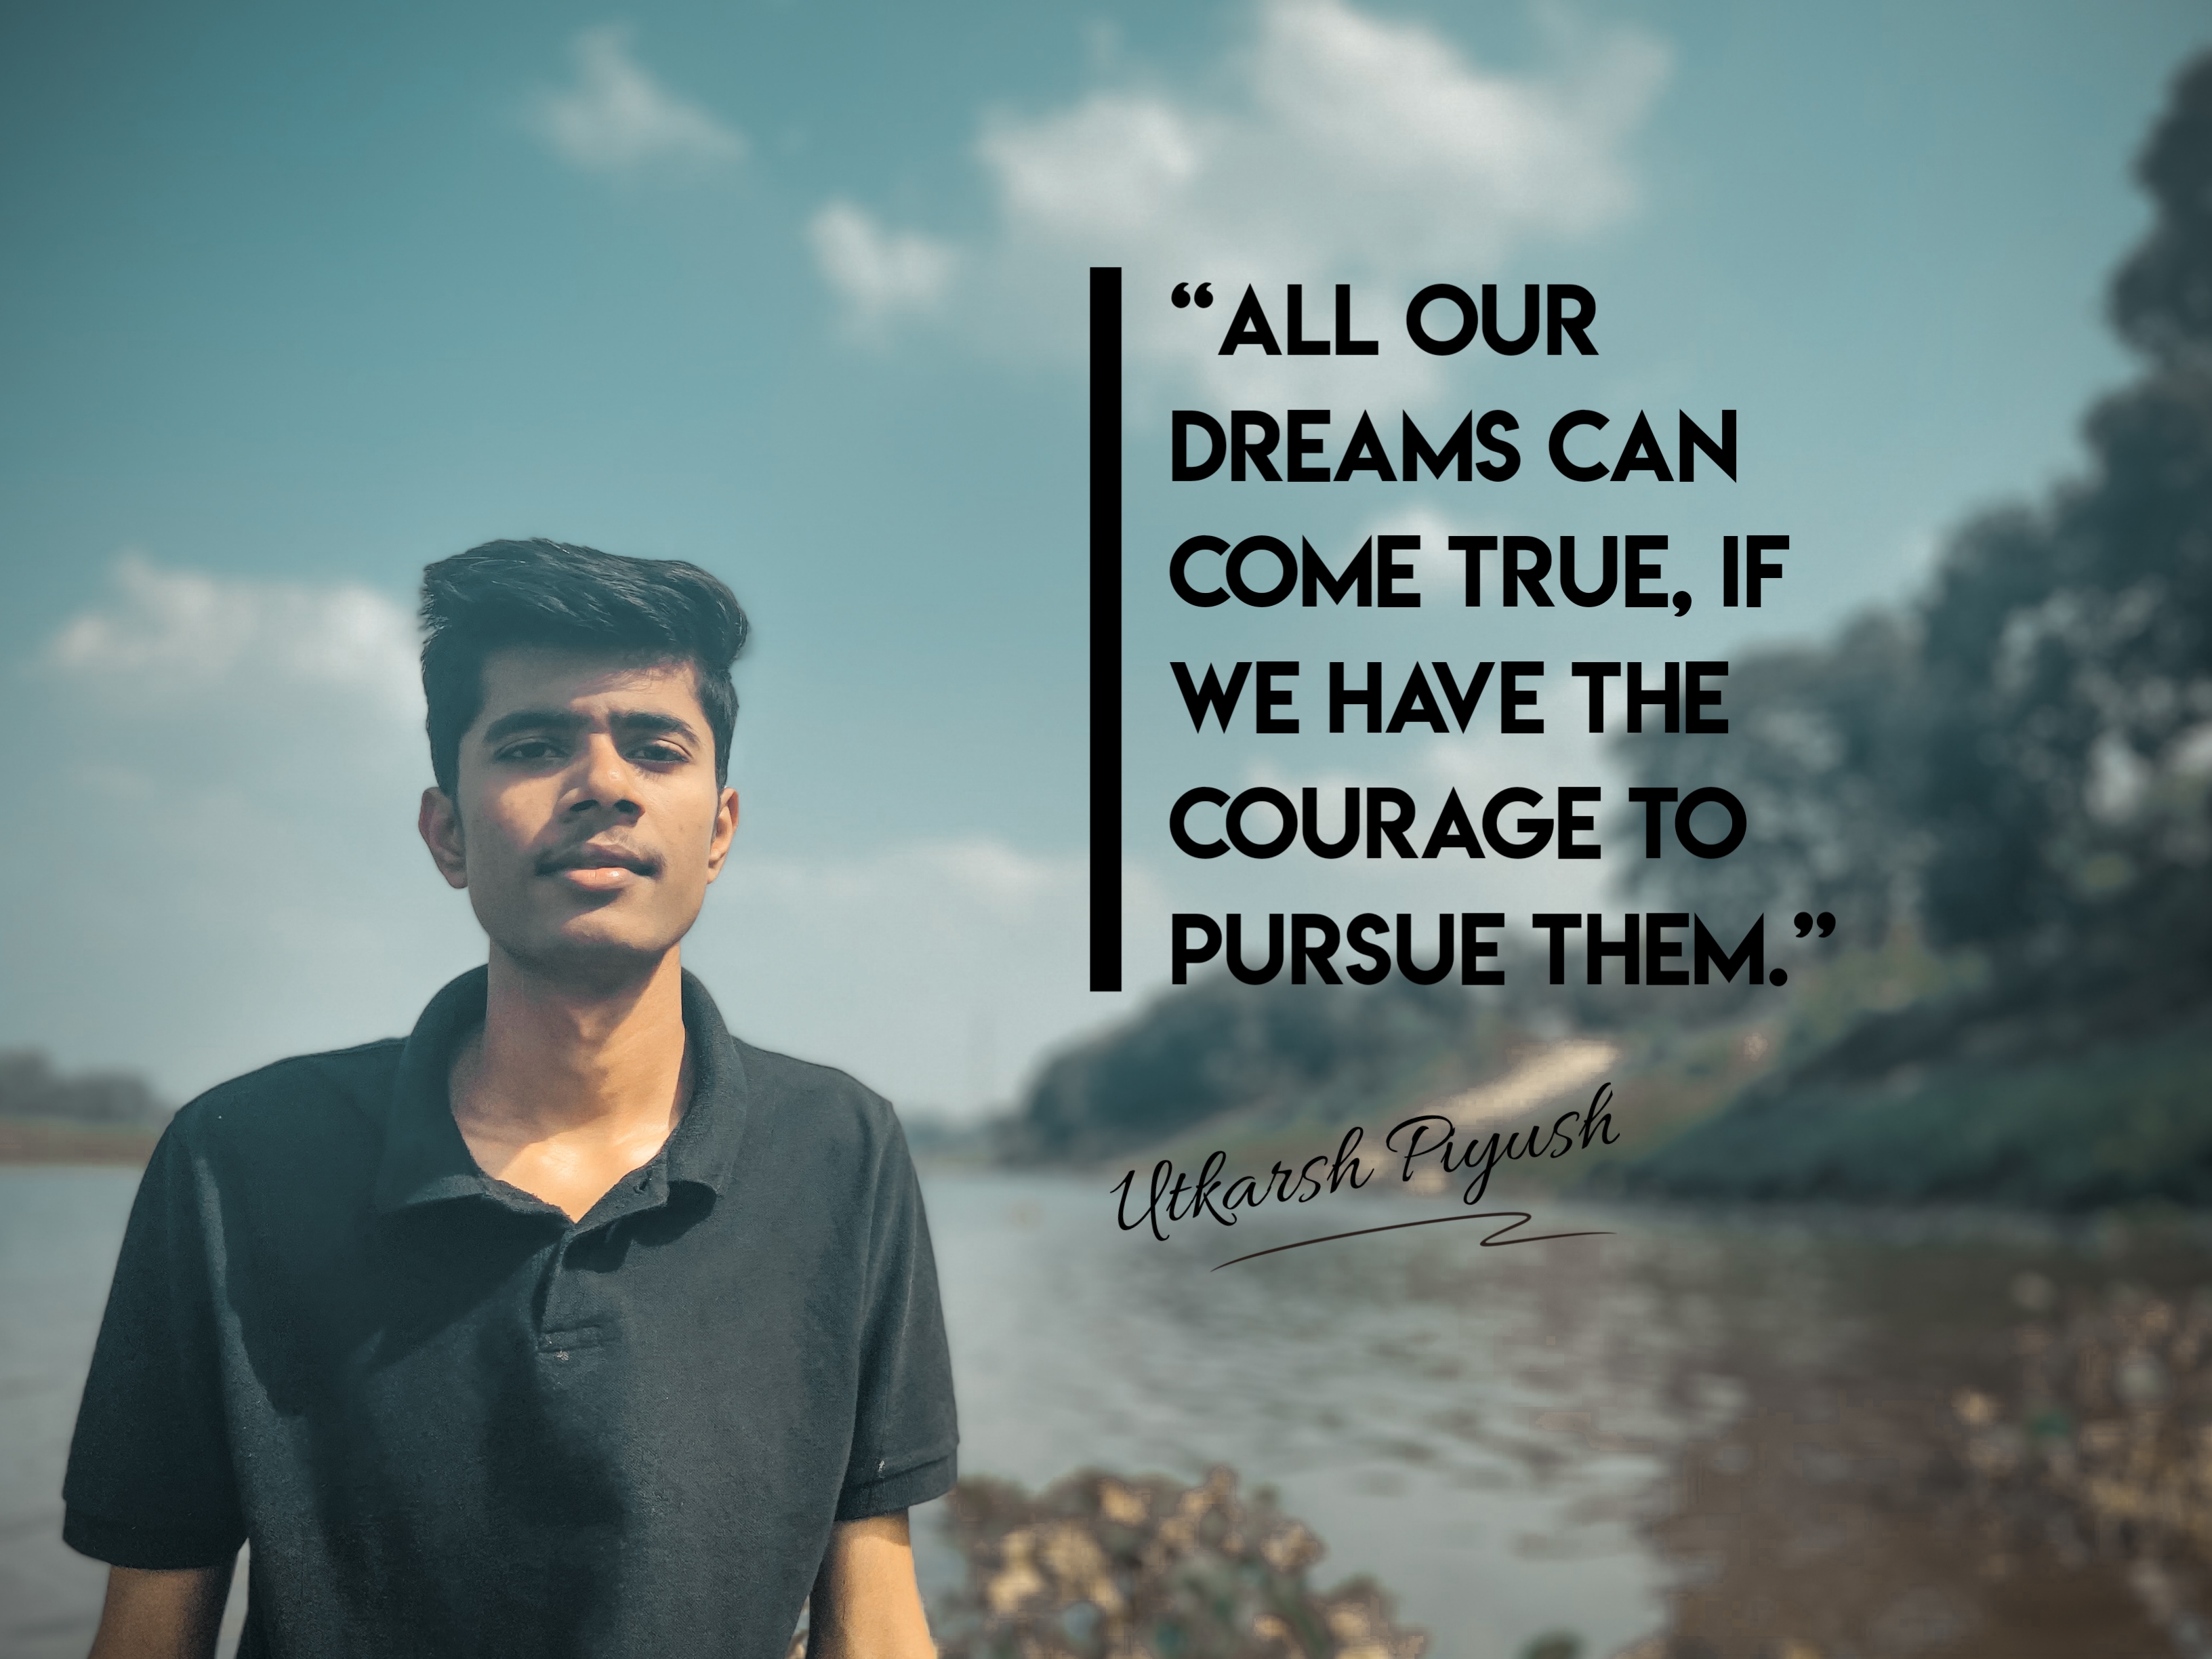 “ALL OUR
DREAMS CAN
COME TRUE, IF
WE HAVE THE
COURAGE TO
PURSUE THEM.”
Utkarsh Piyush